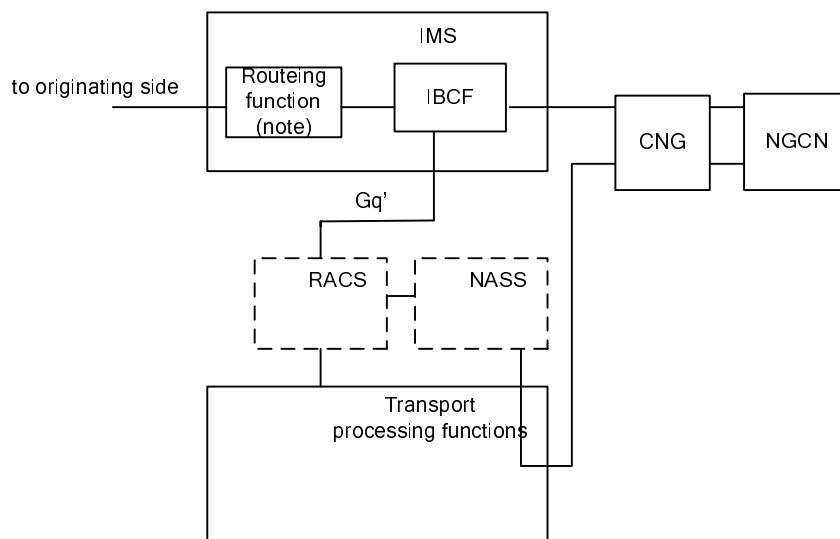 IMS
to originating side
Routeing
function
(note)
IBCF
CNG
NGCN
Gq’
RACS
NASS
Transport
processing functions